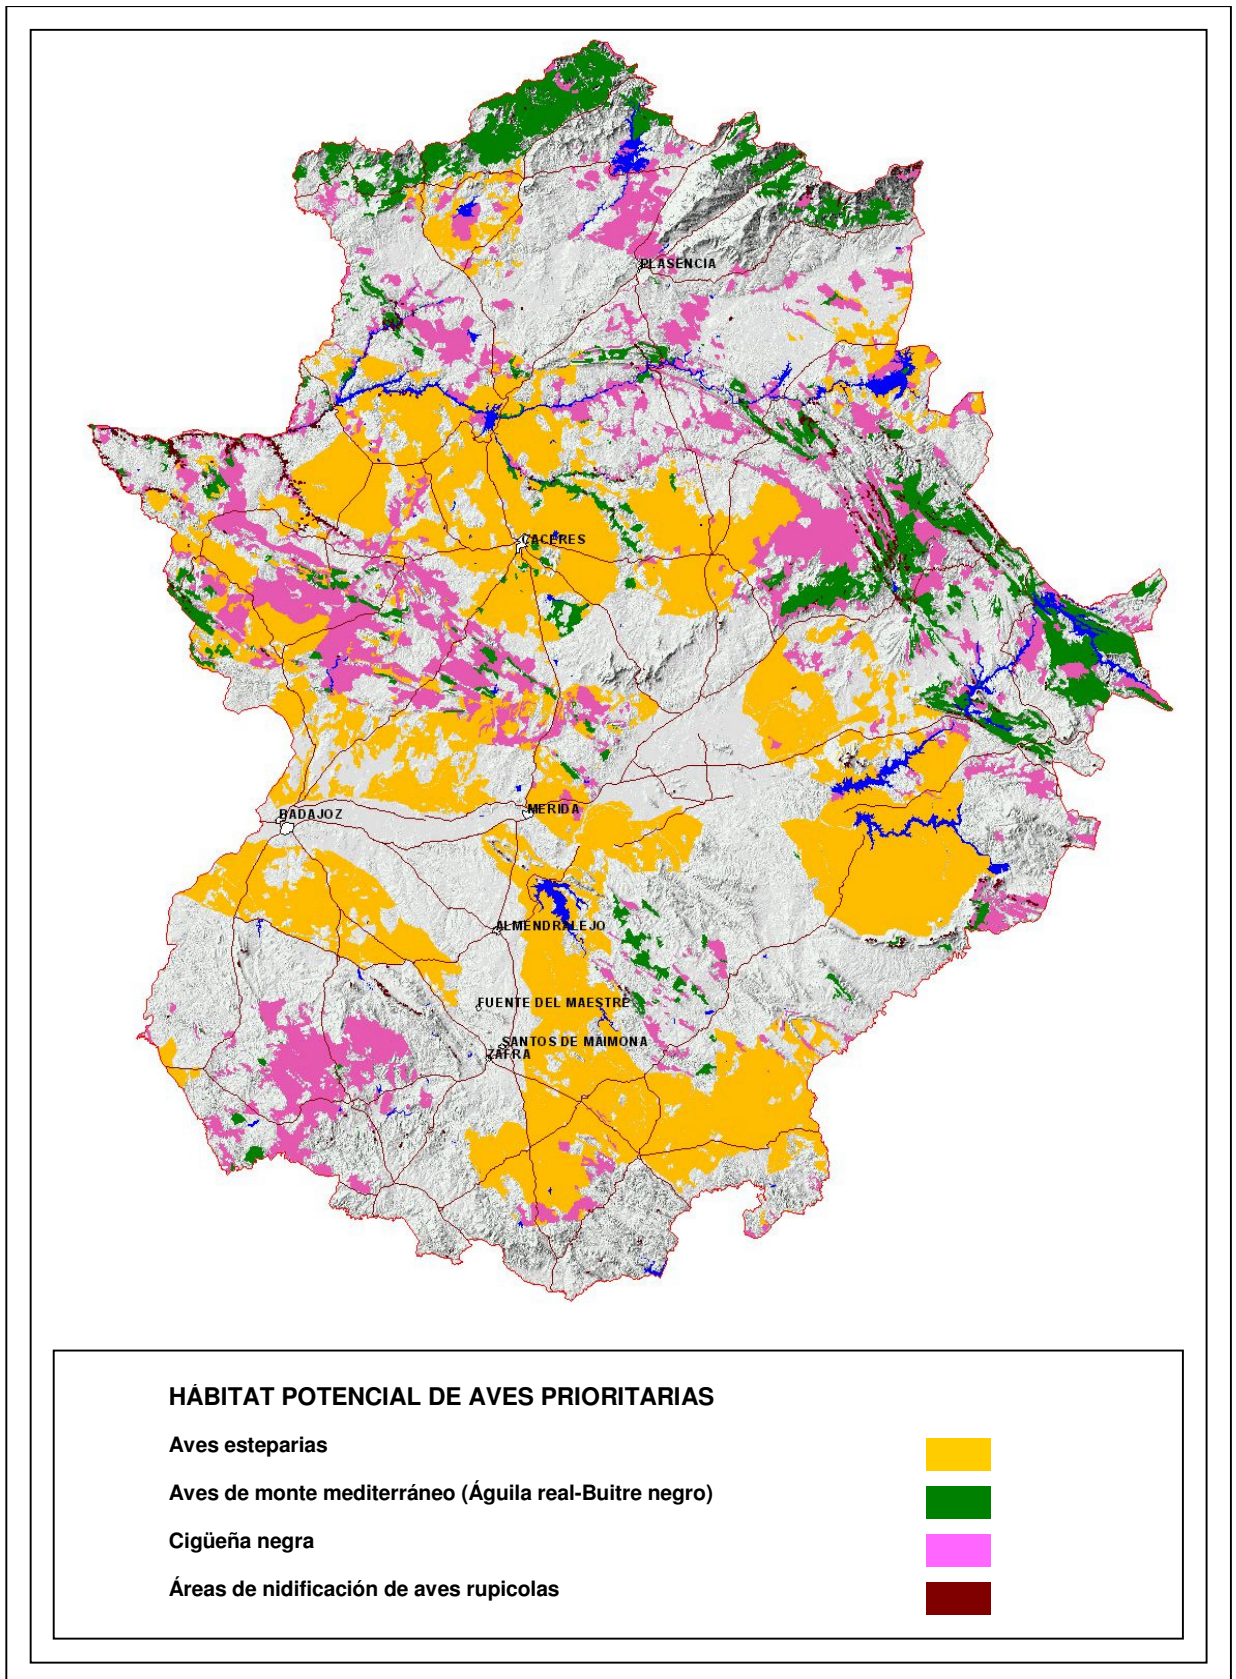 PLASENCIA
CACERES
BADAJOZ
MERIDA
ALMENDRALEJO
FUENTE DEL MAESTRE
SANTOS DE MAIMONA
ZAFRA
HÁBITAT POTENCIAL DE AVES PRIORITARIAS
Aves esteparias
Aves de monte mediterráneo (Águila real-Buitre negro)
Cigüeña negra
Áreas de nidificación de aves rupicolas